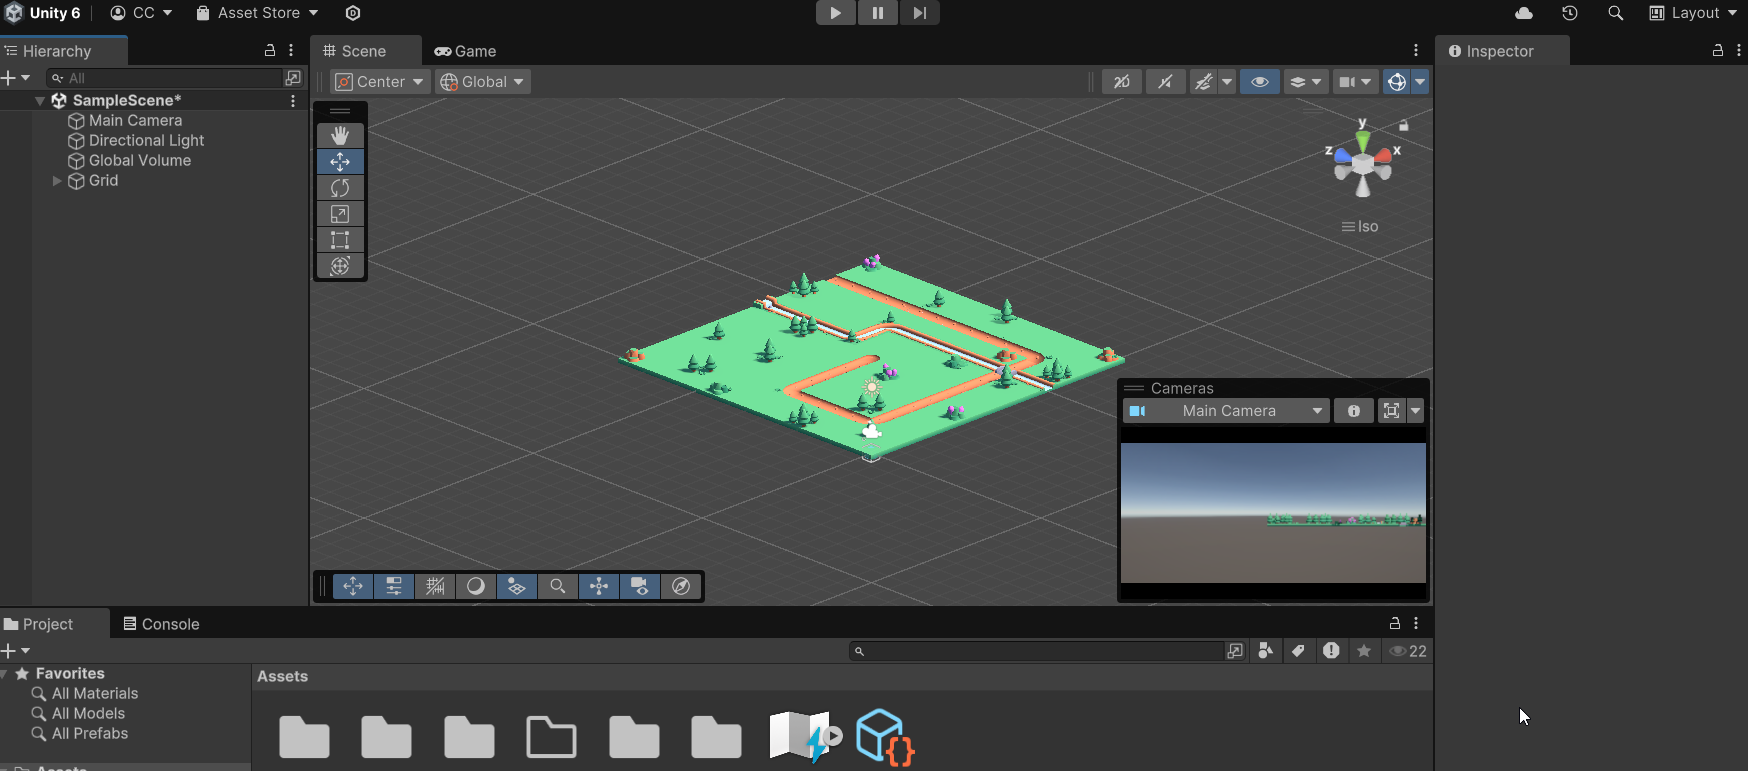 Unity 6 CC Asset Store Layout
Hierarchy
Scene Game
Inspector
All
Center Global 2D
SampleScene*
Main Camera
Directional Light
Global Volume
Grid
y
z x
Iso
Cameras
Main Camera
Project Console
22
Favorites
Assets
All Materials
All Models
All Prefabs
Assets